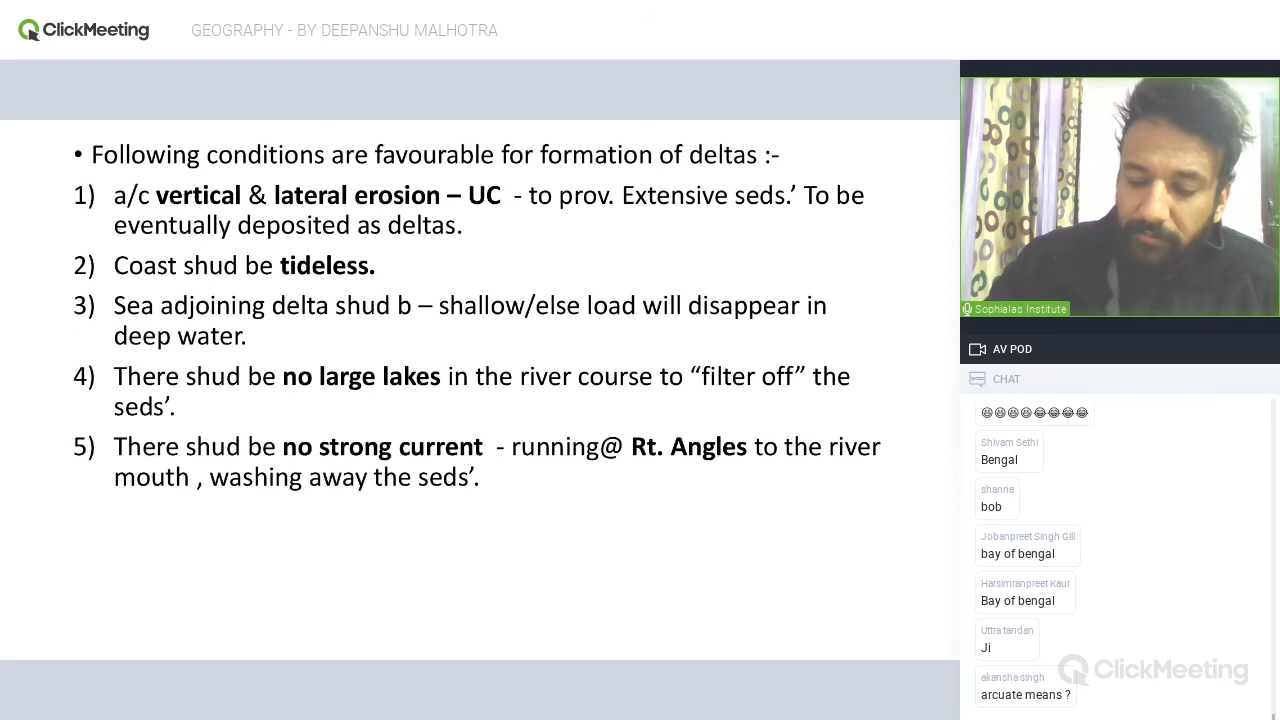 ClickMeeting
GEOGRAPHY - BY DEEPANSHU MALHOTRA
• Following conditions are favourable for formation of deltas :-
1) a/c vertical & lateral erosion – UC - to prov. Extensive seds.’ To be
eventually deposited as deltas.
2) Coast shud be tideless.
3) Sea adjoining delta shud b – shallow/else load will disappear in
deep water.
4) There shud be no large lakes in the river course to “filter off” the
seds’.
5) There shud be no strong current - running@ Rt. Angles to the river
mouth , washing away the seds’.
Sophialas Institute
AV POD
CHAT
😆😆😆😆😂😂😂😂
Shivam Sethi
Bengal
shanna
bob
Jobanpreet Singh Gill
bay of bengal
Harsimranpreet Kaur
Bay of bengal
Uttra tandan
Ji
akansha singh
arcuate means ?
ClickMeeting